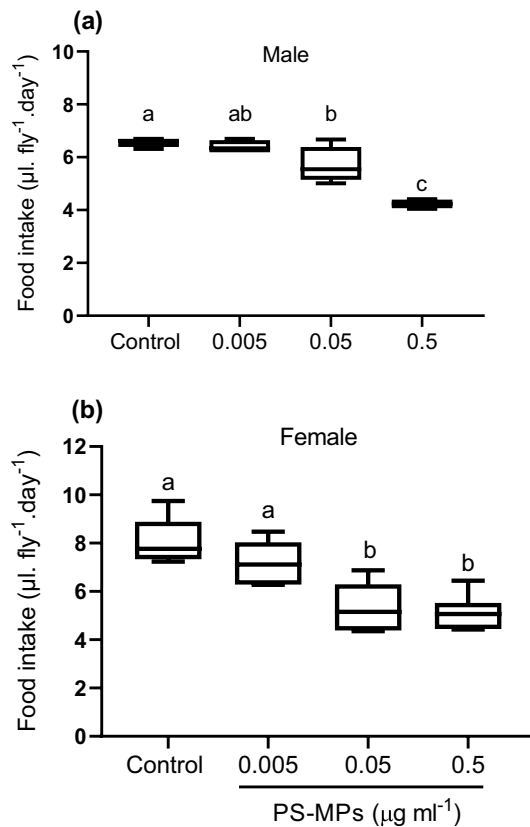 (a)
Male
Food intake (µl. fly⁻¹.day⁻¹)
10
8
6
4
2
0
a
ab
b
c
Control 0.005 0.05 0.5
(b)
Female
Food intake (µl. fly⁻¹.day⁻¹)
12
10
8
6
4
2
0
a
a
b
b
Control 0.005 0.05 0.5
PS-MPs (µg ml⁻¹)